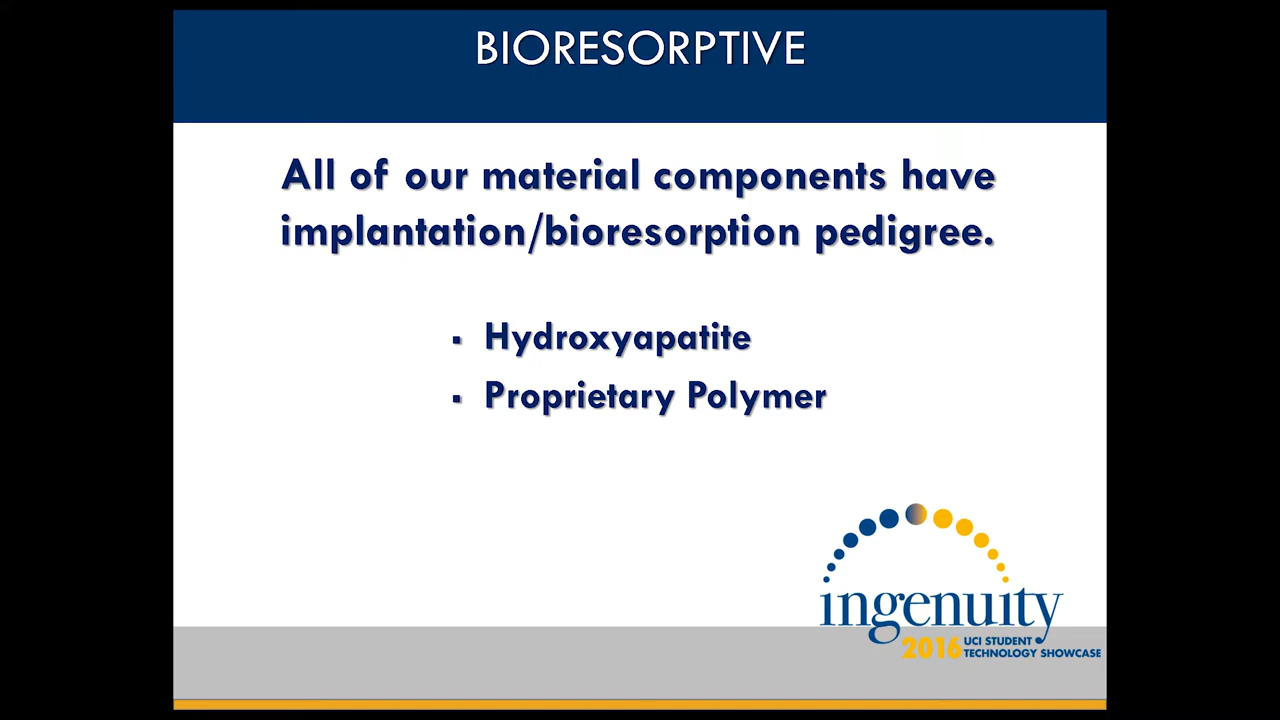 BIORESORPTIVE
All of our material components have
implantation/bioresorption pedigree.
▪ Hydroxyapatite
▪ Proprietary Polymer
ingenuity
2016 UCI STUDENT
TECHNOLOGY SHOWCASE